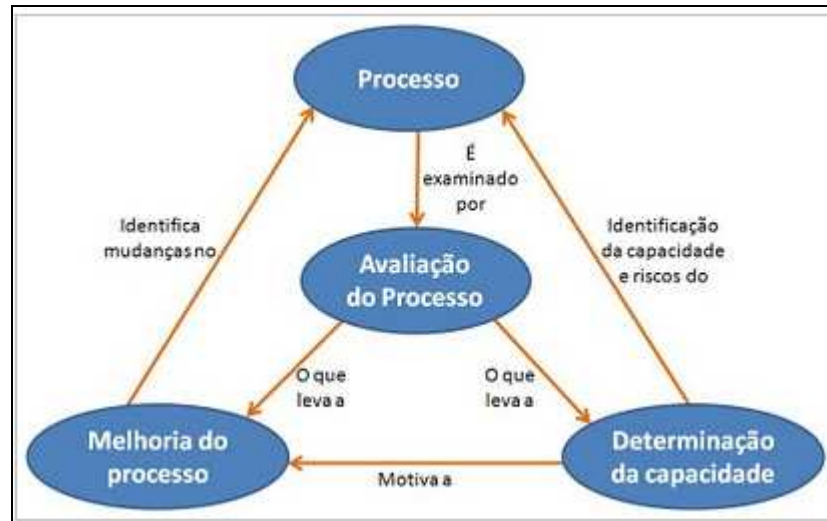 Processo
É
examinado
por
Identifica
mudanças no
Identificação
da capacidade
e riscos do
Avaliação
do Processo
O que
leva a
O que
leva a
Melhoria do
processo
Motiva a
Determinação
da capacidade